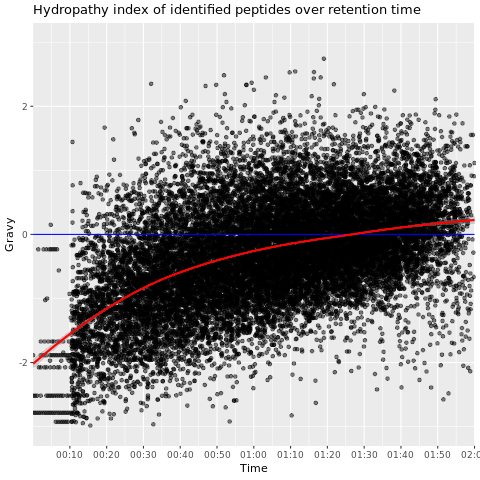 Hydropathy index of identified peptides over retention time
Gravy
2
0
-2
00:10 00:20 00:30 00:40 00:50 01:00 01:10 01:20 01:30 01:40 01:50 02:0
Time